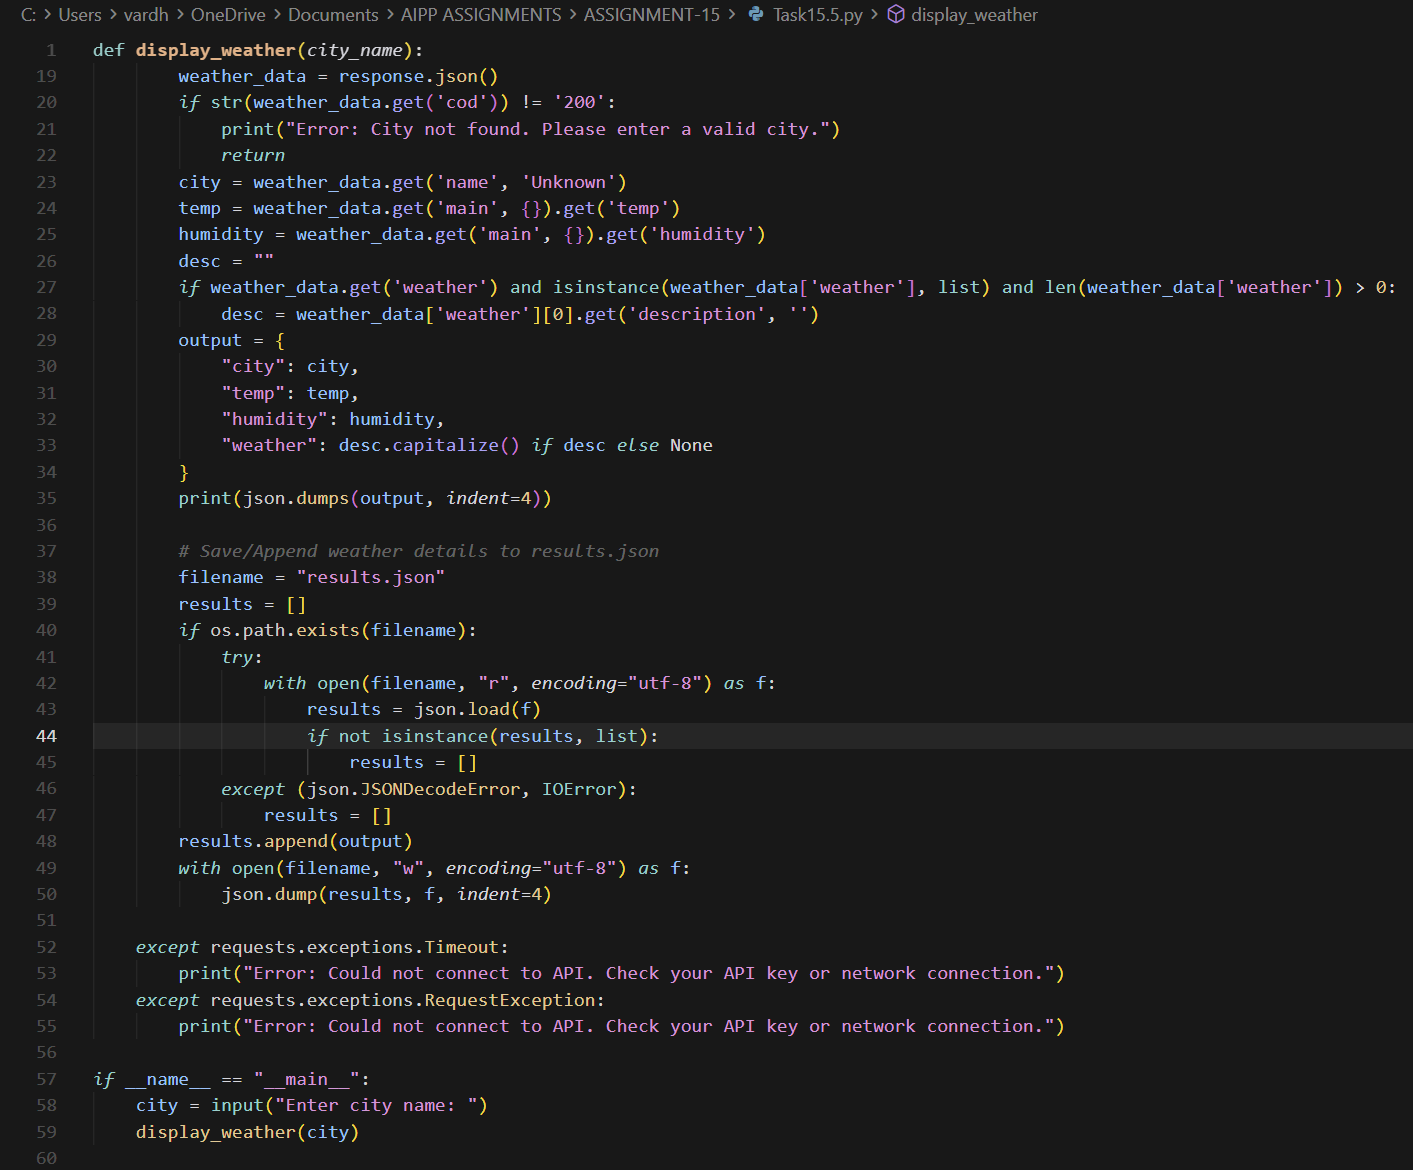 C: > Users > vardh > OneDrive > Documents > AIPP ASSIGNMENTS > ASSIGNMENT-15 > Task15.5.py > display_weather
1 def display_weather(city_name):
19         weather_data = response.json()
20         if str(weather_data.get('cod')) != '200':
21             print("Error: City not found. Please enter a valid city.")
22             return
23         city = weather_data.get('name', 'Unknown')
24         temp = weather_data.get('main', {}).get('temp')
25         humidity = weather_data.get('main', {}).get('humidity')
26         desc = ""
27         if weather_data.get('weather') and isinstance(weather_data['weather'], list) and len(weather_data['weather']) > 0:
28             desc = weather_data['weather'][0].get('description', '')
29         output = {
30             "city": city,
31             "temp": temp,
32             "humidity": humidity,
33             "weather": desc.capitalize() if desc else None
34         }
35         print(json.dumps(output, indent=4))
36
37         # Save/Append weather details to results.json
38         filename = "results.json"
39         results = []
40         if os.path.exists(filename):
41             try:
42                 with open(filename, "r", encoding="utf-8") as f:
43                     results = json.load(f)
44                     if not isinstance(results, list):
45                         results = []
46             except (json.JSONDecodeError, IOError):
47                 results = []
48         results.append(output)
49         with open(filename, "w", encoding="utf-8") as f:
50             json.dump(results, f, indent=4)
51
52     except requests.exceptions.Timeout:
53         print("Error: Could not connect to API. Check your API key or network connection.")
54     except requests.exceptions.RequestException:
55         print("Error: Could not connect to API. Check your API key or network connection.")
56
57 if __name__ == "__main__":
58     city = input("Enter city name: ")
59     display_weather(city)
60